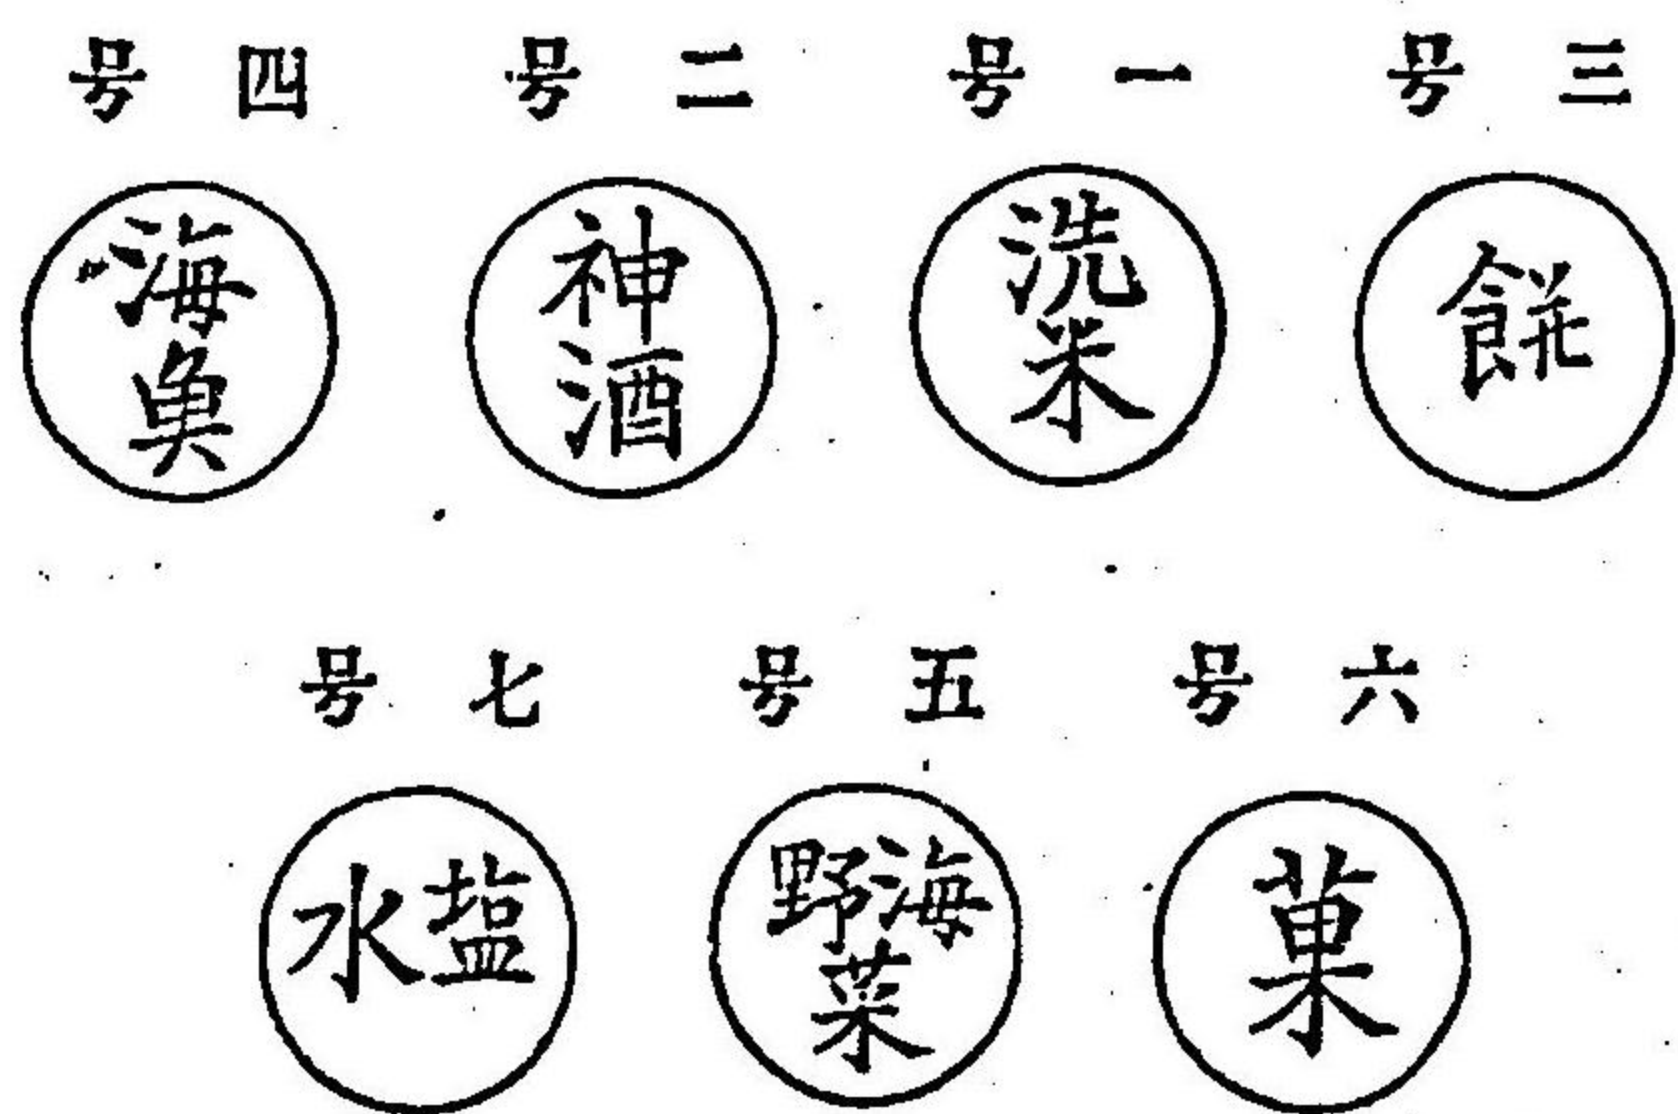 三号
餅
一号
洗米
二号
神酒
四号
海魚
六号
菓
五号
海野菜
七号
塩水